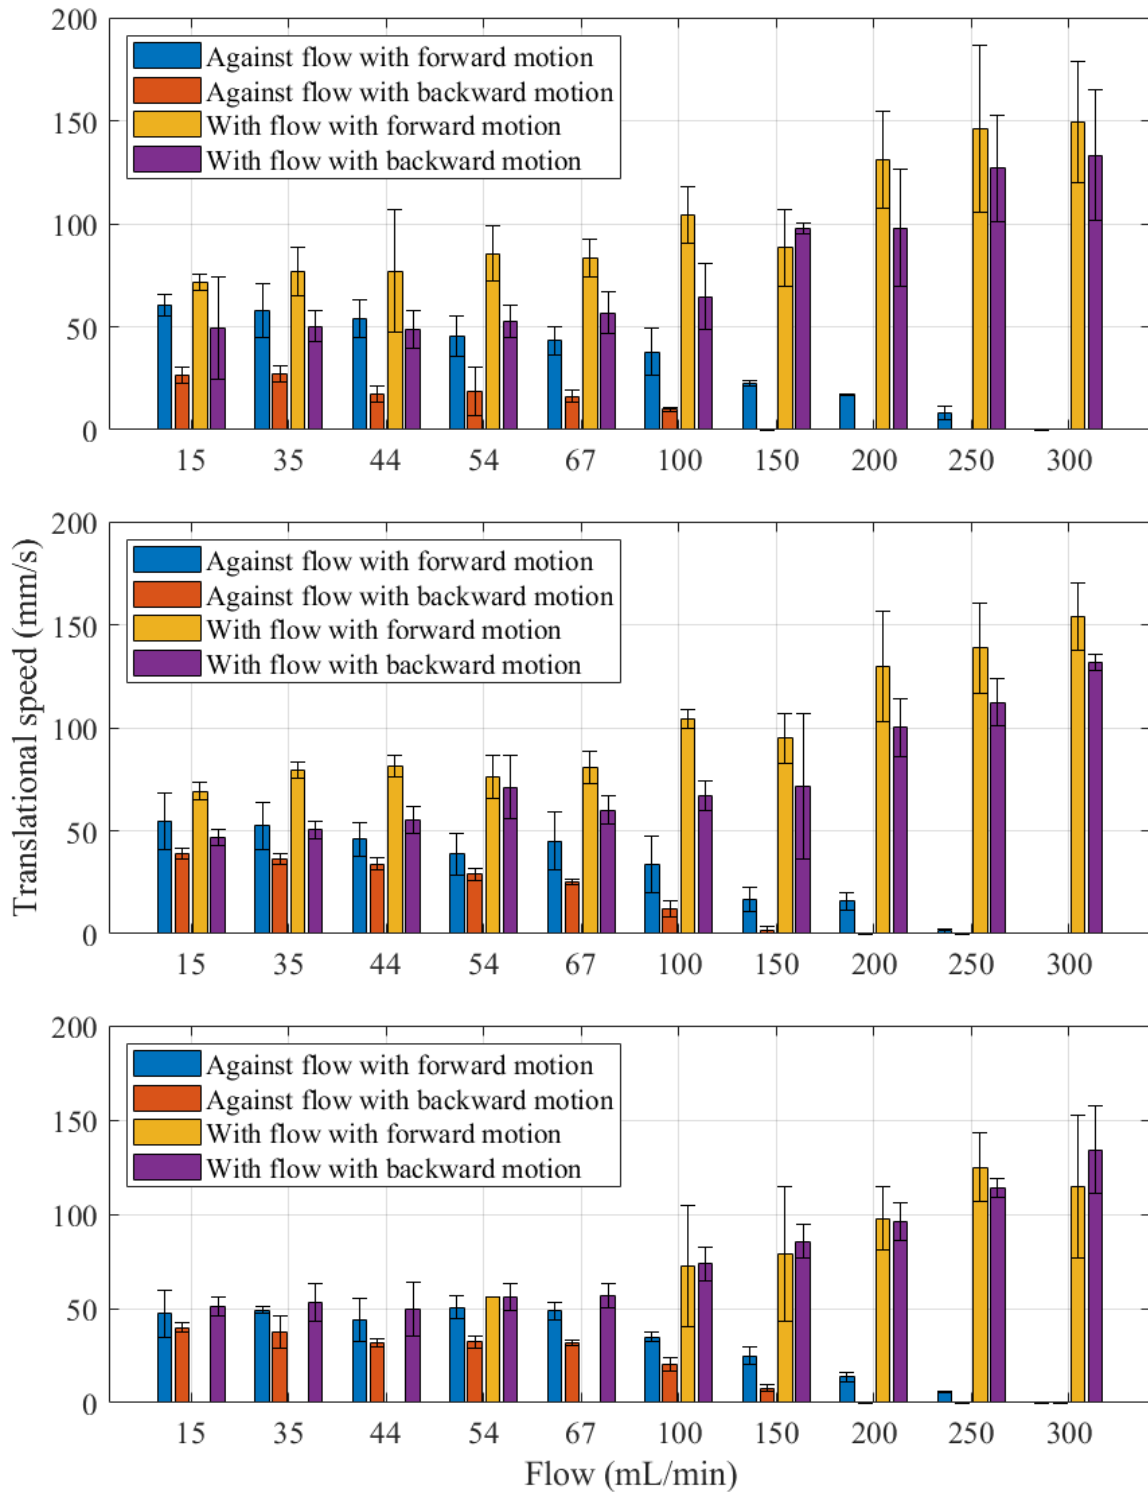 200
150
100
50
0
Against flow with forward motion
Against flow with backward motion
With flow with forward motion
With flow with backward motion
15 35 44 54 67 100 150 200 250 300
Translational speed (mm/s)
200
150
100
50
0
Against flow with forward motion
Against flow with backward motion
With flow with forward motion
With flow with backward motion
15 35 44 54 67 100 150 200 250 300
200
150
100
50
0
Against flow with forward motion
Against flow with backward motion
With flow with forward motion
With flow with backward motion
15 35 44 54 67 100 150 200 250 300
Flow (mL/min)